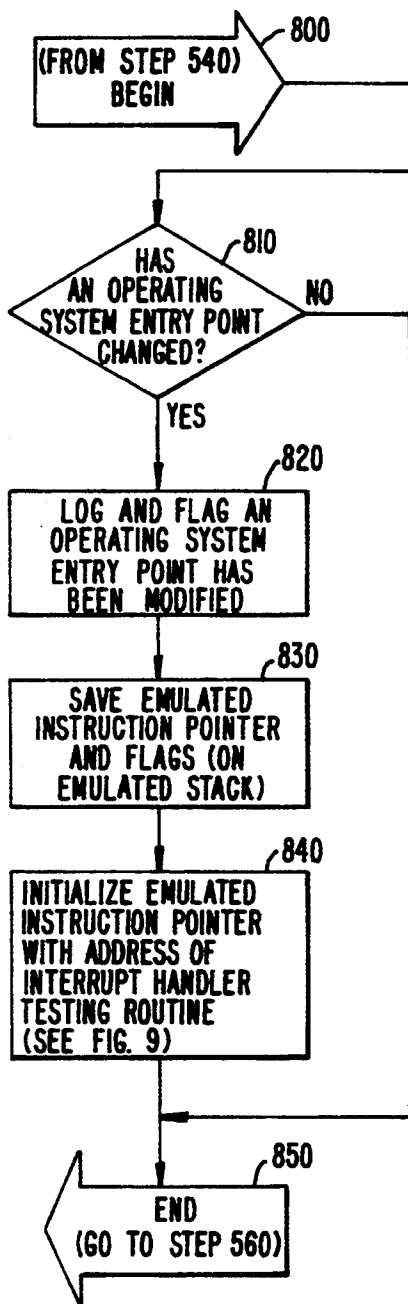 800
(FROM STEP 540)
BEGIN
810
HAS
AN OPERATING
SYSTEM ENTRY POINT
CHANGED?
NO
YES
820
LOG AND FLAG AN
OPERATING SYSTEM
ENTRY POINT HAS
BEEN MODIFIED
830
SAVE EMULATED
INSTRUCTION POINTER
AND FLAGS (ON
EMULATED STACK)
840
INITIALIZE EMULATED
INSTRUCTION POINTER
WITH ADDRESS OF
INTERRUPT HANDLER
TESTING ROUTINE
(SEE FIG. 9)
850
END
(GO TO STEP 560)